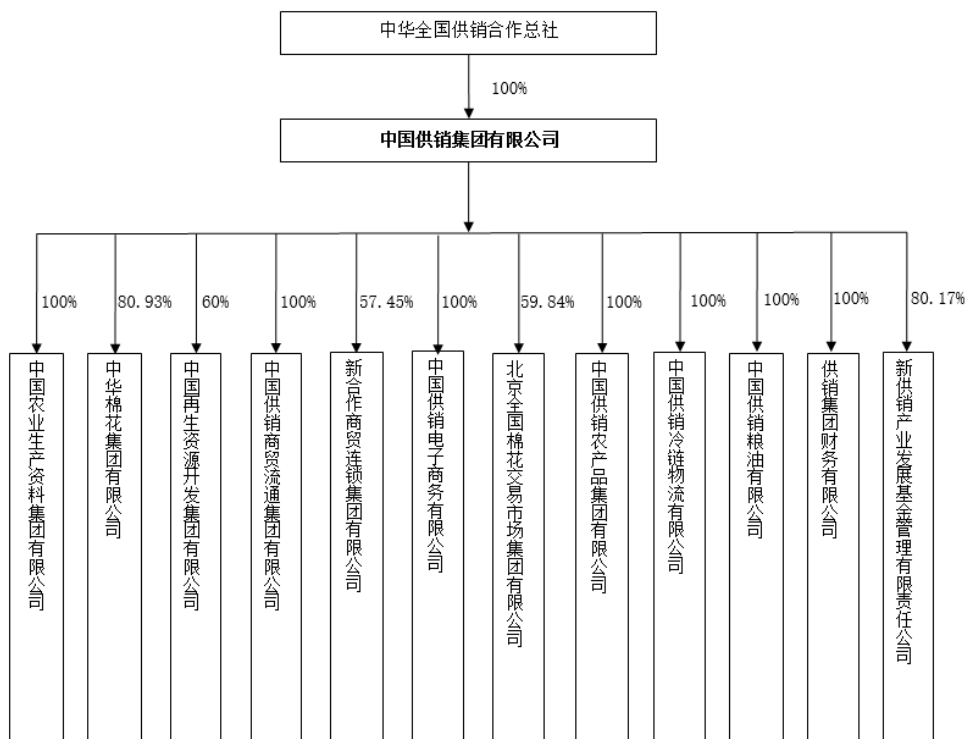 中华全国供销合作总社
100%
中国供销集团有限公司
100%
80.93%
60%
100%
57.45%
100%
59.84%
100%
100%
100%
100%
80.17%
中国农业生产资料集团有限公司
中华棉花集团有限公司
中国再生资源开发集团有限公司
中国供销商贸流通集团有限公司
新合作商贸连锁集团有限公司
中国供销电子商务有限公司
北京全国棉花交易市场集团有限公司
中国供销农产品集团有限公司
中国供销冷链物流有限公司
中国供销粮油有限公司
供销集团财务有限公司
新供销产业发展基金管理有限责任公司